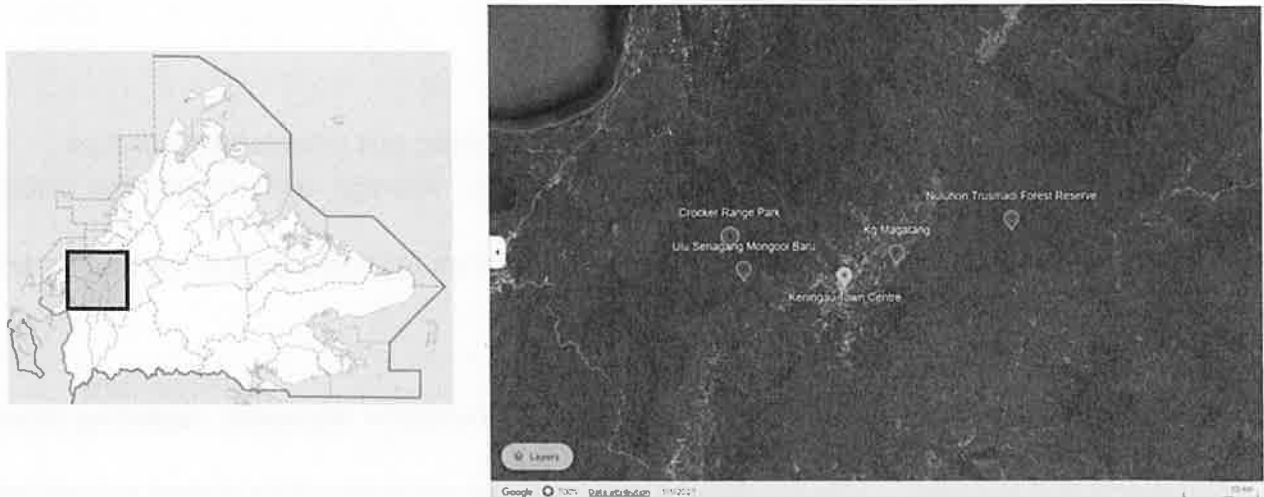 Nuluhon Trusmadi Forest Reserve
Crocker Range Park
Kg Magatang
Ulu Senagang Mongool Baru
Keningau Town Centre
Layers
Google 100% Data attribution